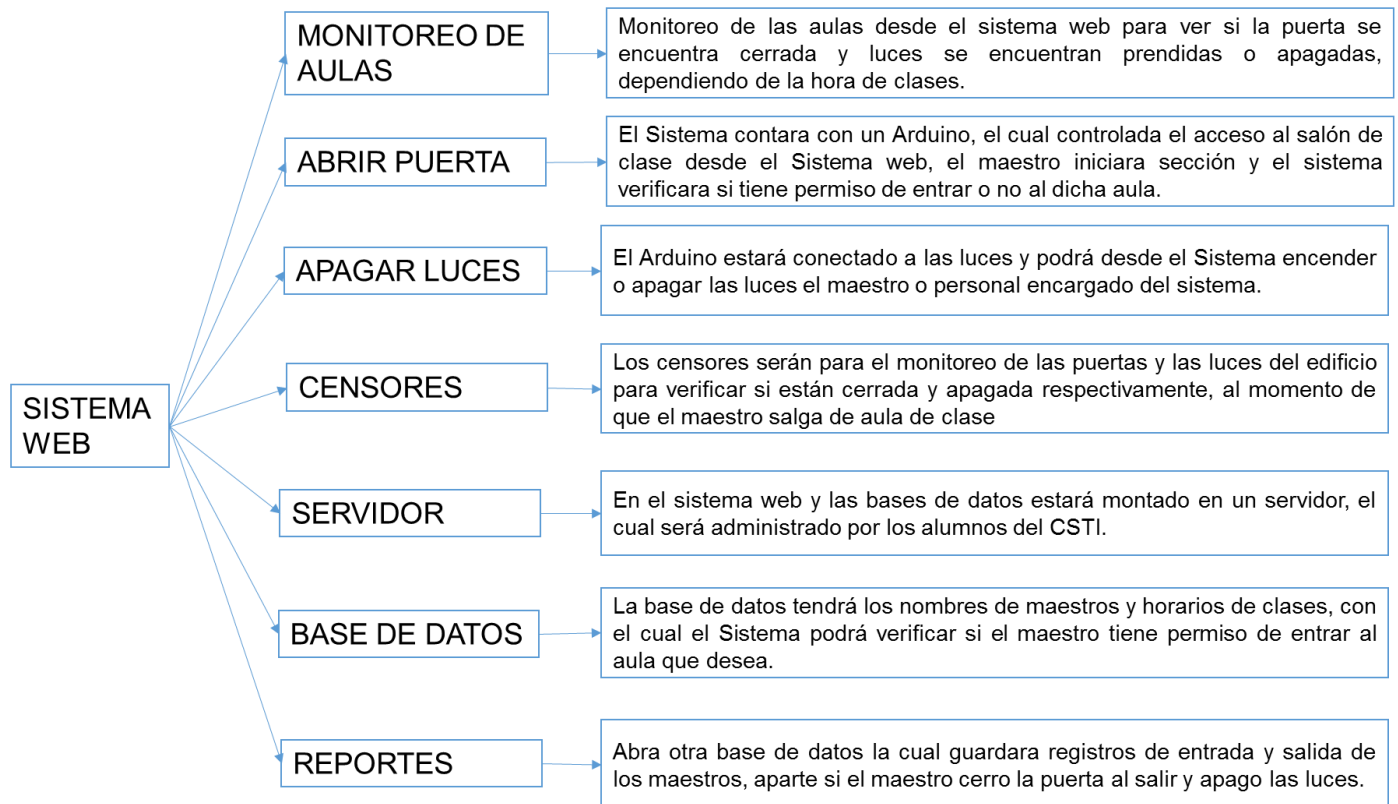 MONITOREO DE
AULAS
Monitoreo de las aulas desde el sistema web para ver si la puerta se
encuentra cerrada y luces se encuentran prendidas o apagadas,
dependiendo de la hora de clases.
ABRIR PUERTA
El Sistema contara con un Arduino, el cual controlada el acceso al salón de
clase desde el Sistema web, el maestro iniciara sección y el sistema
verificara si tiene permiso de entrar o no al dicha aula.
APAGAR LUCES
El Arduino estará conectado a las luces y podrá desde el Sistema encender
o apagar las luces el maestro o personal encargado del sistema.
SISTEMA
WEB
CENSORES
Los censores serán para el monitoreo de las puertas y las luces del edificio
para verificar si están cerrada y apagada respectivamente, al momento de
que el maestro salga de aula de clase
SERVIDOR
En el sistema web y las bases de datos estará montado en un servidor, el
cual será administrado por los alumnos del CSTI.
BASE DE DATOS
La base de datos tendrá los nombres de maestros y horarios de clases, con
el cual el Sistema podrá verificar si el maestro tiene permiso de entrar al
aula que desea.
REPORTES
Abra otra base de datos la cual guardara registros de entrada y salida de
los maestros, aparte si el maestro cerro la puerta al salir y apago las luces.